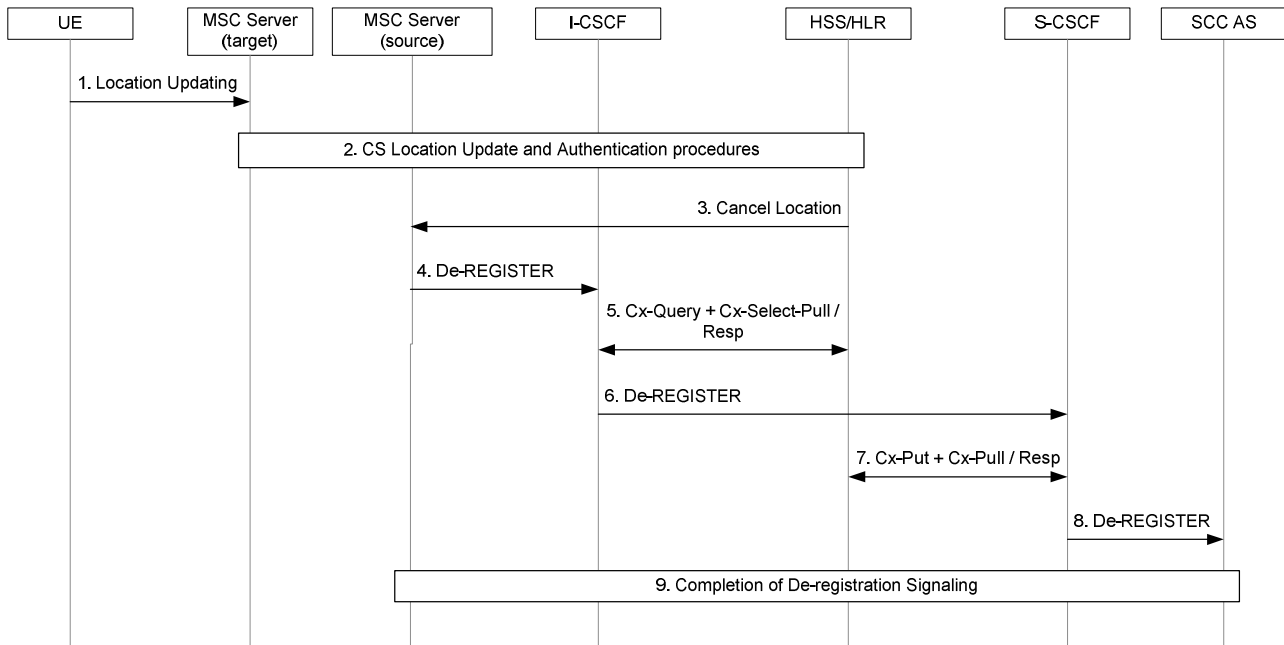 UE
MSC Server
(target)
MSC Server
(source)
I-CSCF
HSS/HLR
S-CSCF
SCC AS
1. Location Updating
2. CS Location Update and Authentication procedures
3. Cancel Location
4. De-REGISTER
5. Cx-Query + Cx-Select-Pull /
Resp
6. De-REGISTER
7. Cx-Put + Cx-Pull / Resp
8. De-REGISTER
9. Completion of De-registration Signaling